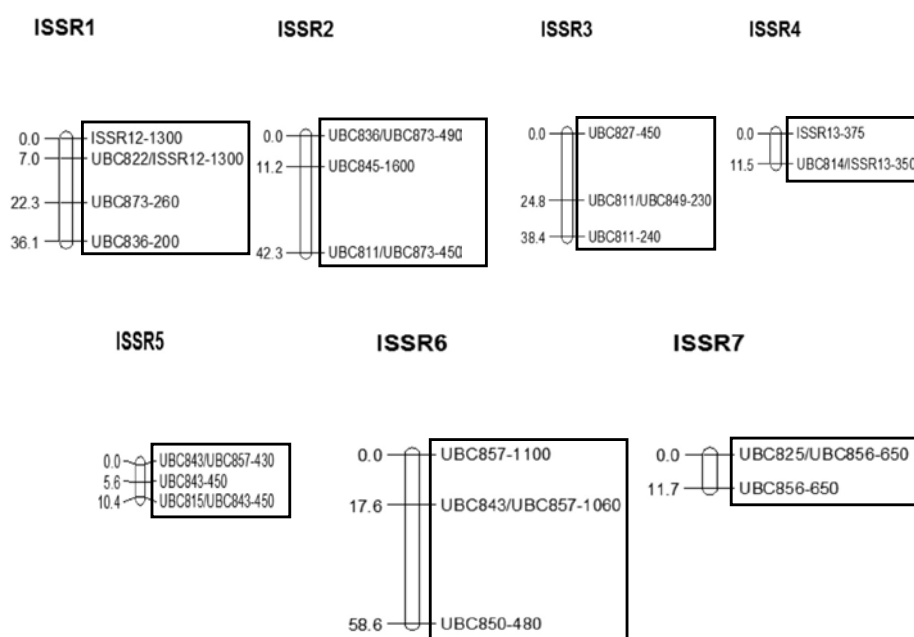 ISSR1
ISSR2
ISSR3
ISSR4
0.0 ISSR12-1300
7.0 UBC822/ISSR12-1300
22.3 UBC873-260
36.1 UBC836-200
0.0 UBC836/UBC873-490
11.2 UBC845-1600
42.3 UBC811/UBC873-450
0.0 UBC827-450
24.8 UBC811/UBC849-230
38.4 UBC811-240
0.0 ISSR13-375
11.5 UBC814/ISSR13-350
ISSR5
ISSR6
ISSR7
0.0 UBC843/UBC857-430
5.6 UBC843-450
10.4 UBC815/UBC843-450
0.0 UBC857-1100
17.6 UBC843/UBC857-1060
58.6 UBC850-480
0.0 UBC825/UBC856-650
11.7 UBC856-650